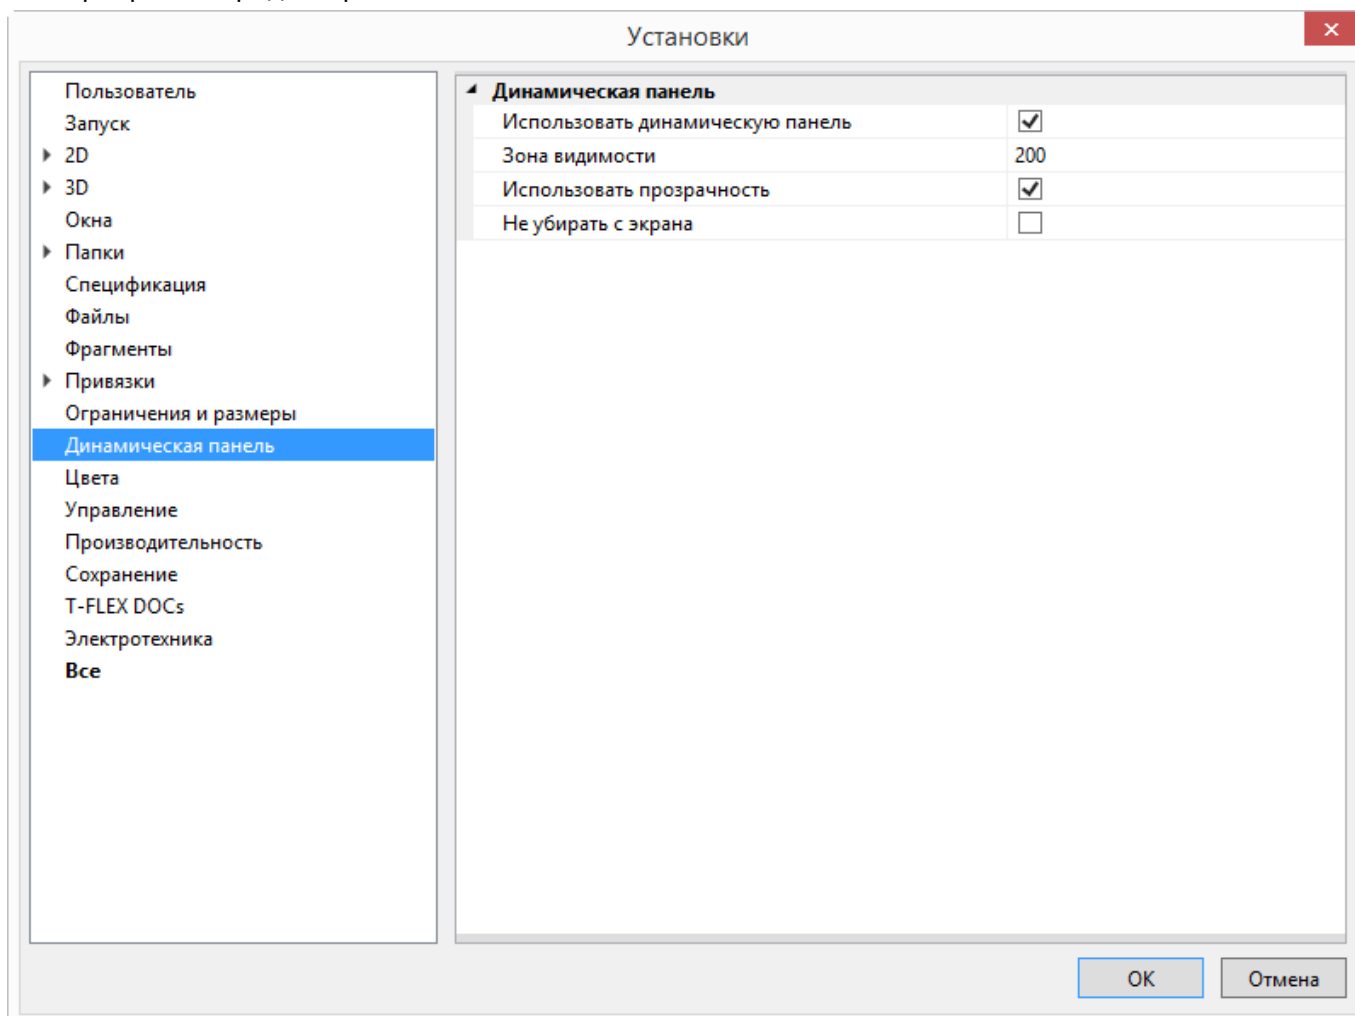 Установки
Пользователь
Запуск
2D
3D
Окна
Папки
Спецификация
Файлы
Фрагменты
Привязки
Ограничения и размеры
Динамическая панель
Цвета
Управление
Производительность
Сохранение
T-FLEX DOCs
Электротехника
Все
Динамическая панель
Использовать динамическую панель
Зона видимости 200
Использовать прозрачность
Не убирать с экрана
ОК Отмена